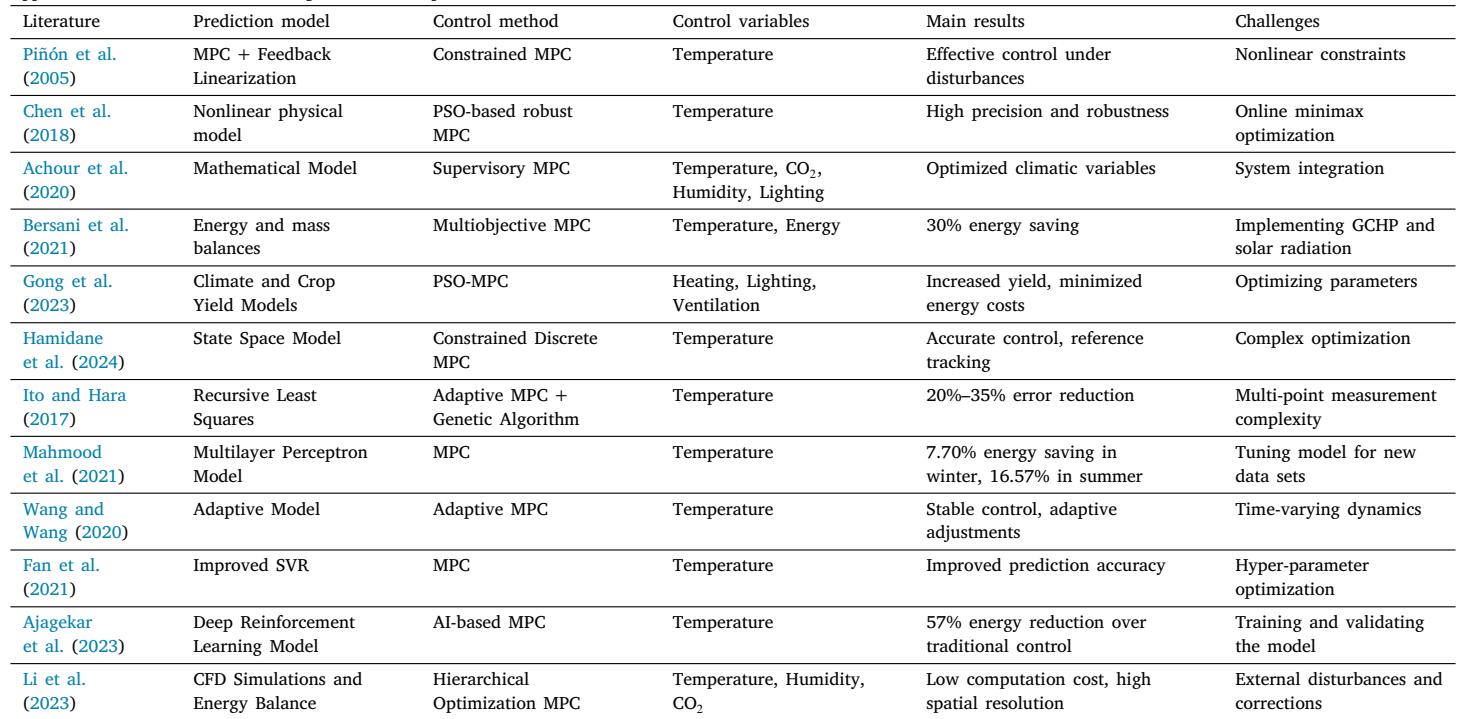 Literature Prediction model Control method Control variables Main results Challenges
Piñón et al. MPC + Feedback Constrained MPC Temperature Effective control under Nonlinear constraints
(2005) Linearization disturbances
Chen et al. Nonlinear physical PSO-based robust Temperature High precision and robustness Online minimax
(2018) model MPC optimization
Achour et al. Mathematical Model Supervisory MPC Temperature, CO₂, Optimized climatic variables System integration
(2020) Humidity, Lighting
Bersani et al. Energy and mass Multiobjective MPC Temperature, Energy 30% energy saving Implementing GCHP and
(2021) balances solar radiation
Gong et al. Climate and Crop PSO-MPC Heating, Lighting, Increased yield, minimized Optimizing parameters
(2023) Yield Models Ventilation energy costs
Hamidane State Space Model Constrained Discrete Temperature Accurate control, reference Complex optimization
et al. (2024) MPC tracking
Ito and Hara Recursive Least Adaptive MPC + Temperature 20%–35% error reduction Multi-point measurement
(2017) Squares Genetic Algorithm complexity
Mahmood Multilayer Perceptron MPC Temperature 7.70% energy saving in Tuning model for new
et al. (2021) Model winter, 16.57% in summer data sets
Wang and Adaptive Model Adaptive MPC Temperature Stable control, adaptive Time-varying dynamics
Wang (2020) adjustments
Fan et al. Improved SVR MPC Temperature Improved prediction accuracy Hyper-parameter
(2021) optimization
Ajagekar Deep Reinforcement AI-based MPC Temperature 57% energy reduction over Training and validating
et al. (2023) Learning Model traditional control the model
Li et al. CFD Simulations and Hierarchical Temperature, Humidity, Low computation cost, high External disturbances and
(2023) Energy Balance Optimization MPC CO₂ spatial resolution corrections